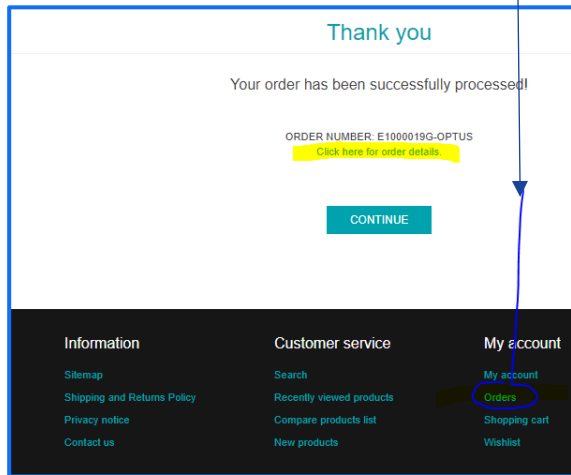 Thank you
Your order has been successfully processed!
ORDER NUMBER: E1000019G-OPTUS
Click here for order details.
CONTINUE
Information
Sitemap
Shipping and Returns Policy
Privacy notice
Contact us
Customer service
Search
Recently viewed products
Compare products list
New products
My account
My account
Orders
Shopping cart
Wishlist